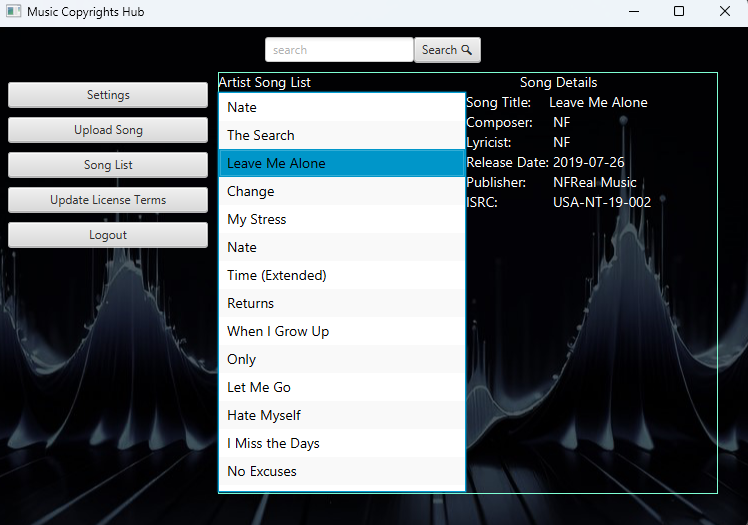 Music Copyrights Hub
search
Search
Settings
Upload Song
Song List
Update License Terms
Logout
Artist Song List
Nate
The Search
Leave Me Alone
Change
My Stress
Nate
Time (Extended)
Returns
When I Grow Up
Only
Let Me Go
Hate Myself
I Miss the Days
No Excuses
Song Details
Song Title: Leave Me Alone
Composer: NF
Lyricist: NF
Release Date: 2019-07-26
Publisher: NFReal Music
ISRC: USA-NT-19-002